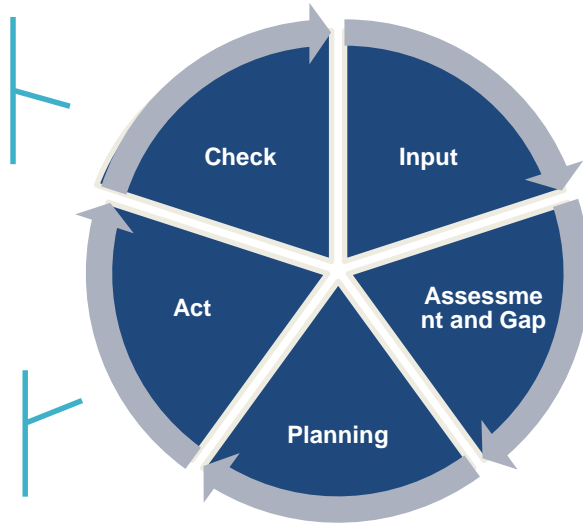 Check
Input
Assessme
nt and Gap
Act
Planning